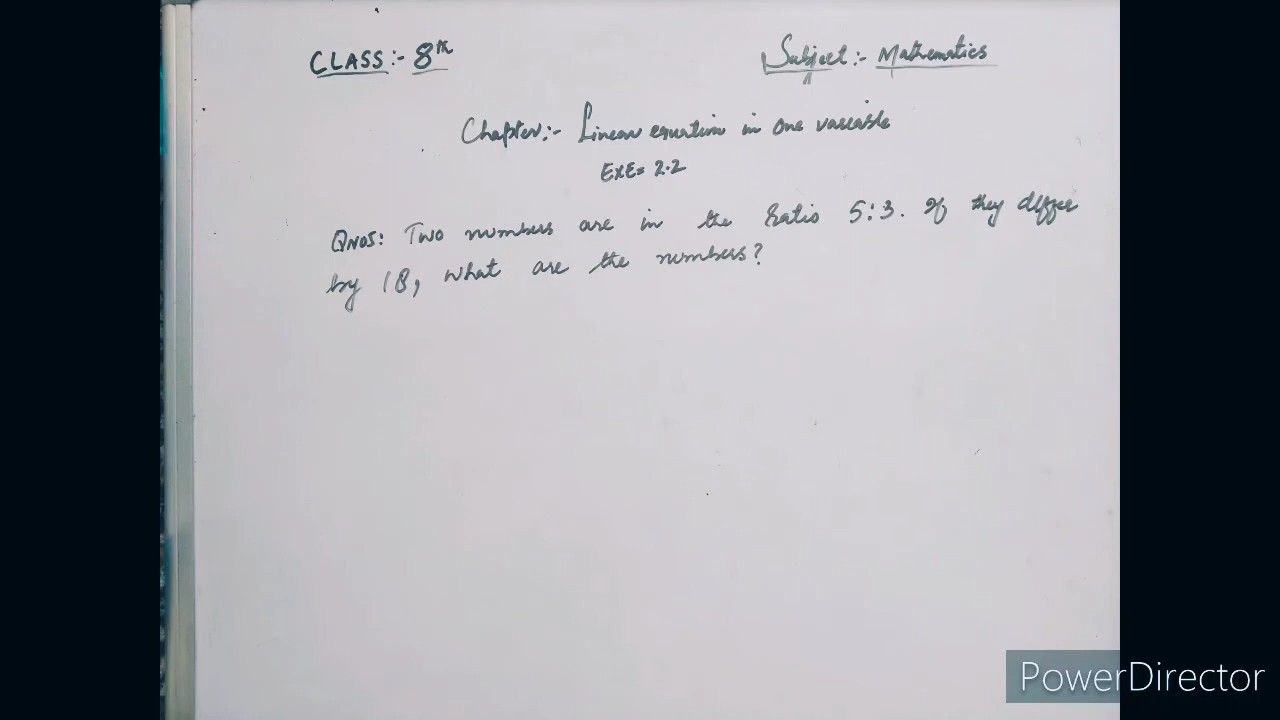 CLASS:- 8th
Subject:- Mathematics
Chapter:- Linear equation in one variable
EXE= 2.2
QNO5: Two numbers are in the Ratio 5:3. If they differ
by 18, what are the numbers?
PowerDirector